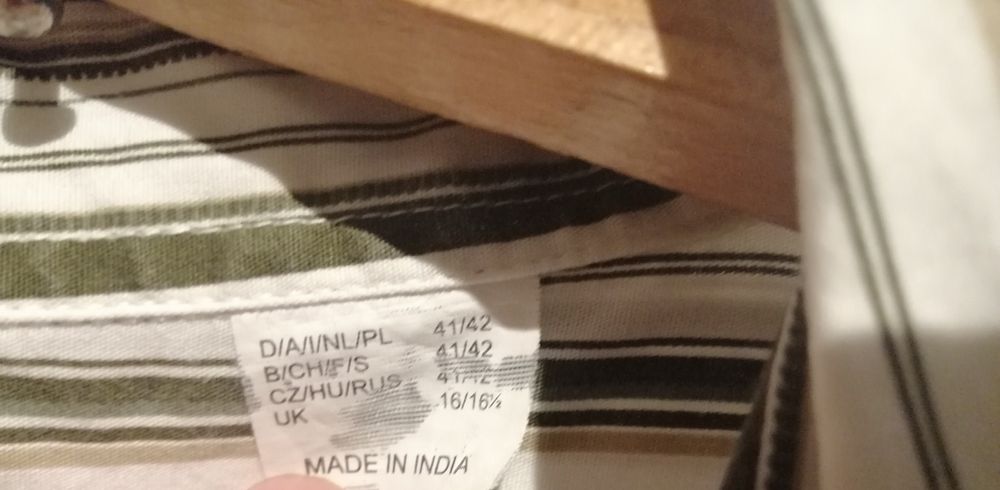 D/A/I/NL/PL 41/42
B/CH/F/S 41/42
CZ/HU/RUS 41/42
UK 16/16½
MADE IN INDIA